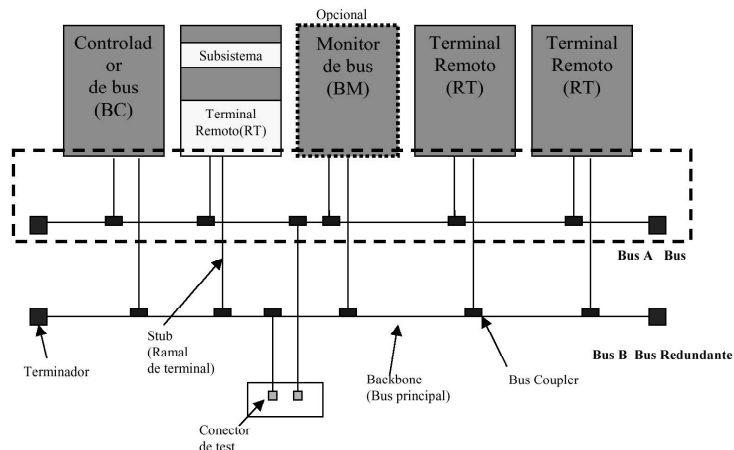 Opcional
Controlad
or
de bus
(BC)
Subsistema
Terminal
Remoto(RT)
Monitor
de bus
(BM)
Terminal
Remoto
(RT)
Terminal
Remoto
(RT)
Bus A Bus
Stub
(Ramal
de terminal)
Terminador
Backbone
(Bus principal)
Bus Coupler
Bus B Bus Redundante
Conector
de test